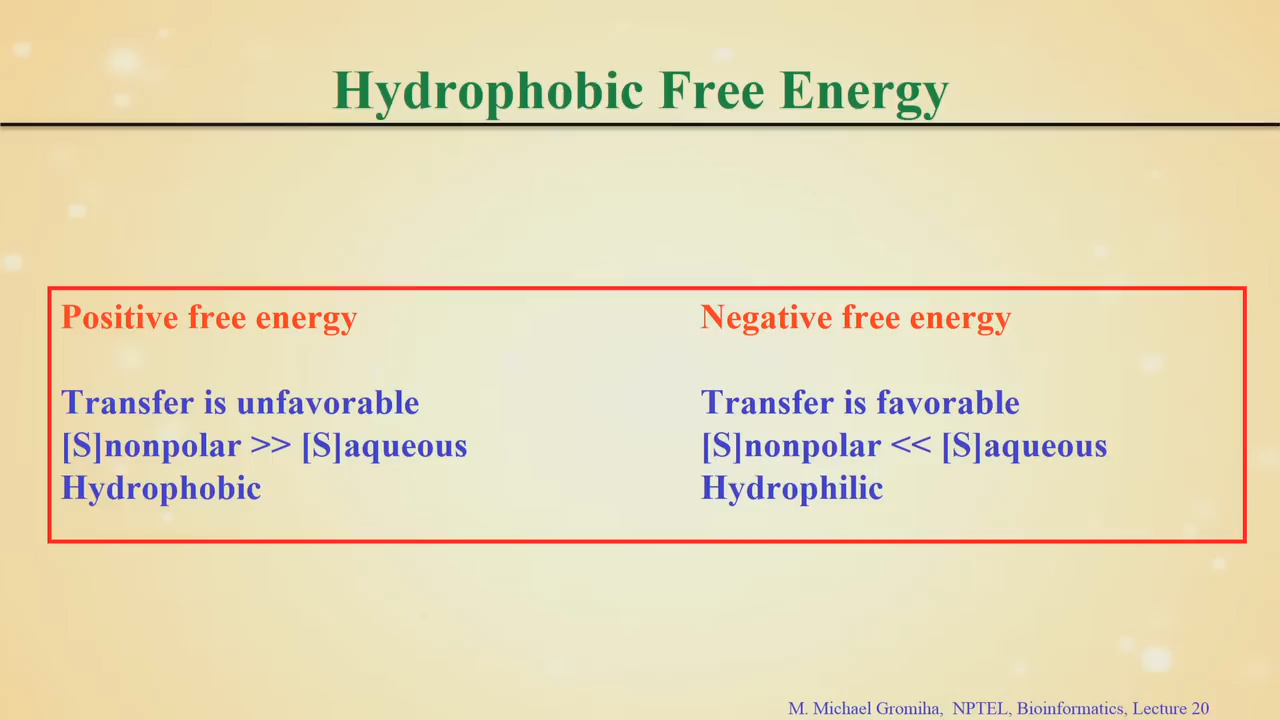 Hydrophobic Free Energy
Positive free energy
Transfer is unfavorable
[S]nonpolar >> [S]aqueous
Hydrophobic
Negative free energy
Transfer is favorable
[S]nonpolar << [S]aqueous
Hydrophilic
M. Michael Gromiha, NPTEL, Bioinformatics, Lecture 20